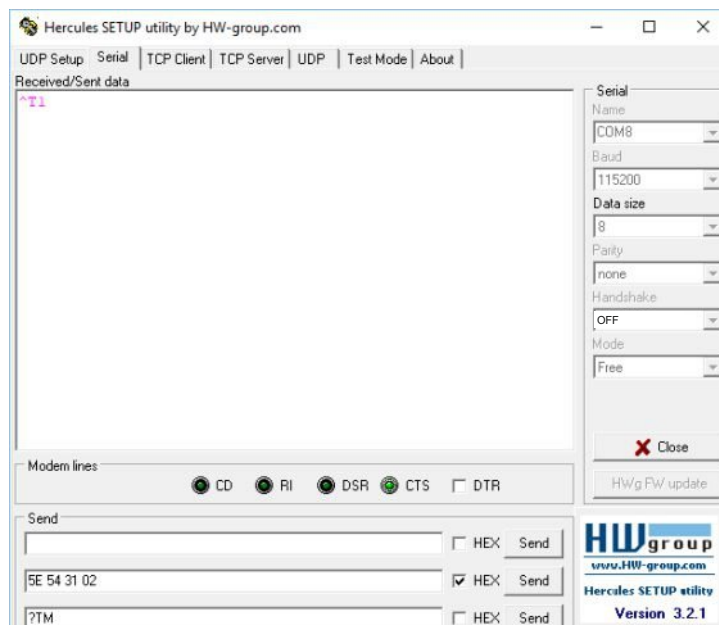 Hercules SETUP utility by HW-group.com
UDP Setup Serial TCP Client TCP Server UDP Test Mode About
Received/Sent data
^T1
Serial
Name
COM8
Baud
115200
Data size
8
Parity
none
Handshake
OFF
Mode
Free
Close
HWg FW update
Modem lines
CD RI DSR CTS DTR
Send
HEX Send
5E 54 31 02 HEX Send
?TM HEX Send
HW group
www.HW-group.com
Hercules SETUP utility
Version 3.2.1